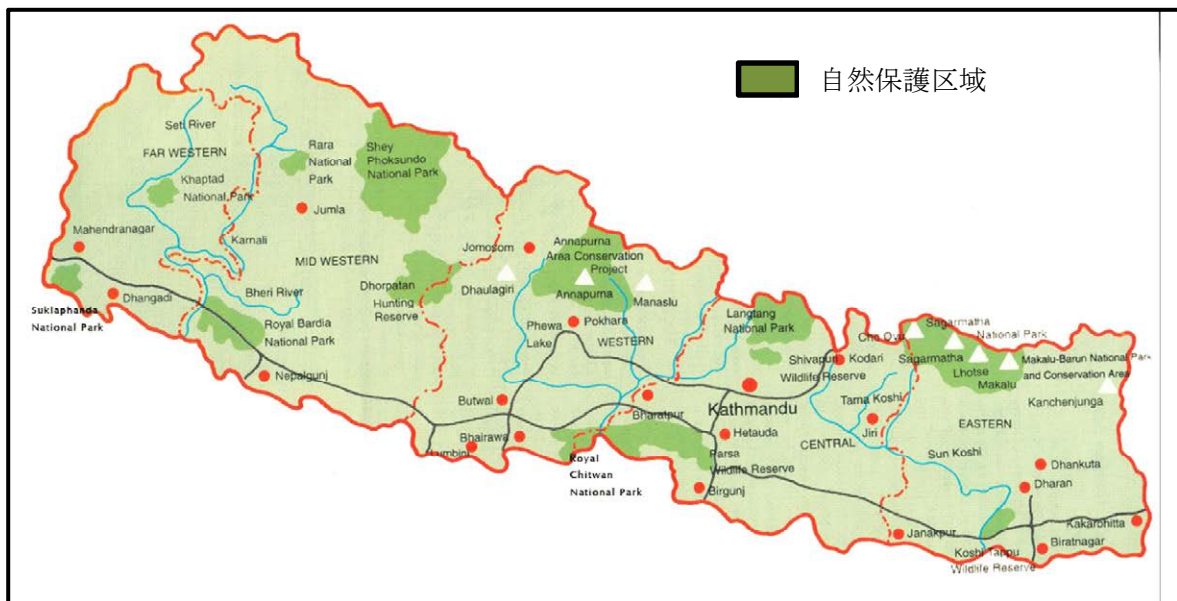 自然保護区域
Seti River
FAR WESTERN
Rara
National
Park
Shey
Phoksundo
National Park
Khaptad
National Park
Jumla
Mahendranagar
Karnali
MID WESTERN
Jomosom
Annapurna
Area Conservation
Project
Dhangadi
Bheri River
Dhorpatan
Hunting
Reserve
Dhaulagiri
Annapurna
Manaslu
Suklaphanda
National Park
Royal Bardia
National Park
Phewa
Lake
Pokhara
WESTERN
Langtang
National Park
Shivapuri
Wildlife Reserve
Kodari
Cho Oyu
Sagarmatha
National Park
Sagarmatha
Lhotse
Makalu
Makalu-Barun National Park
and Conservation Area
Kanchenjunga
Nepalgunj
Butwal
Bharatpur
Kathmandu
Tama Koshi
Jiri
EASTERN
Bhairawa
Lumbini
Hetauda
CENTRAL
Sun Koshi
Royal
Chitwan
National Park
Parsa
Wildlife Reserve
Birgunj
Dhankuta
Dharan
Janakpur
Kakarbhitta
Biratnagar
Koshi Tappu
Wildlife Reserve